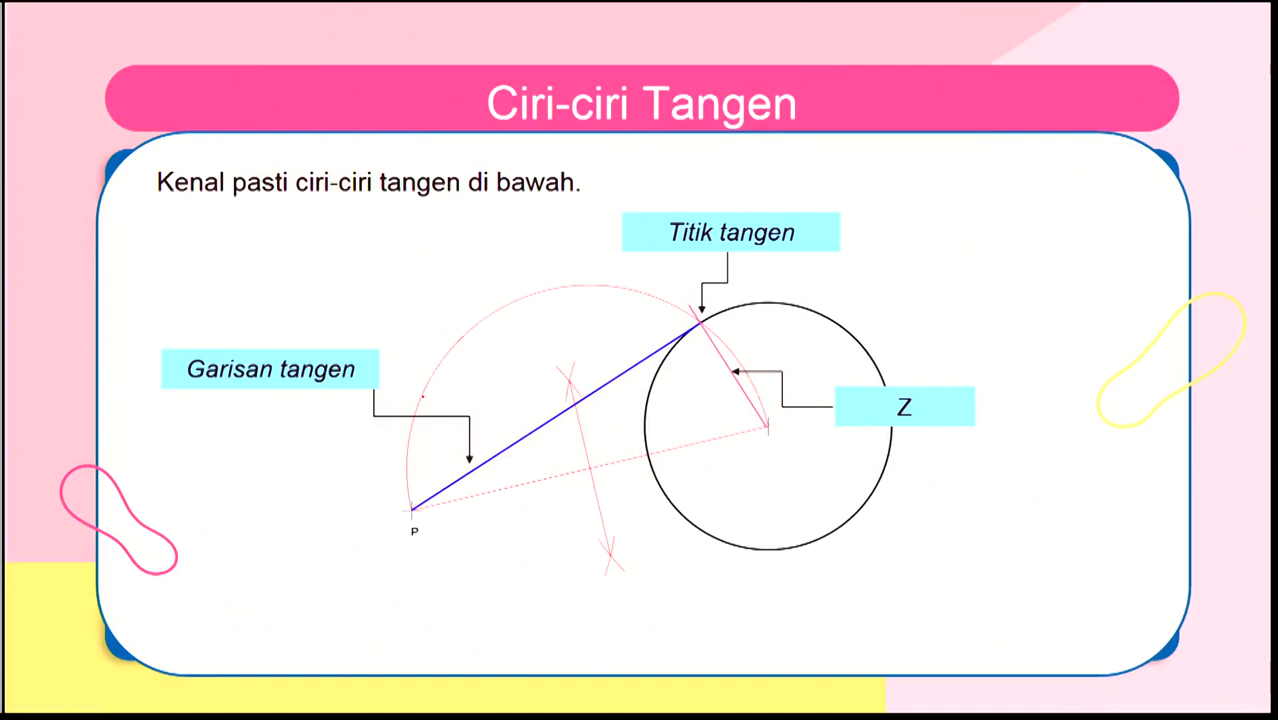 Ciri-ciri Tangen
Kenal pasti ciri-ciri tangen di bawah.
Titik tangen
Garisan tangen
Z
P